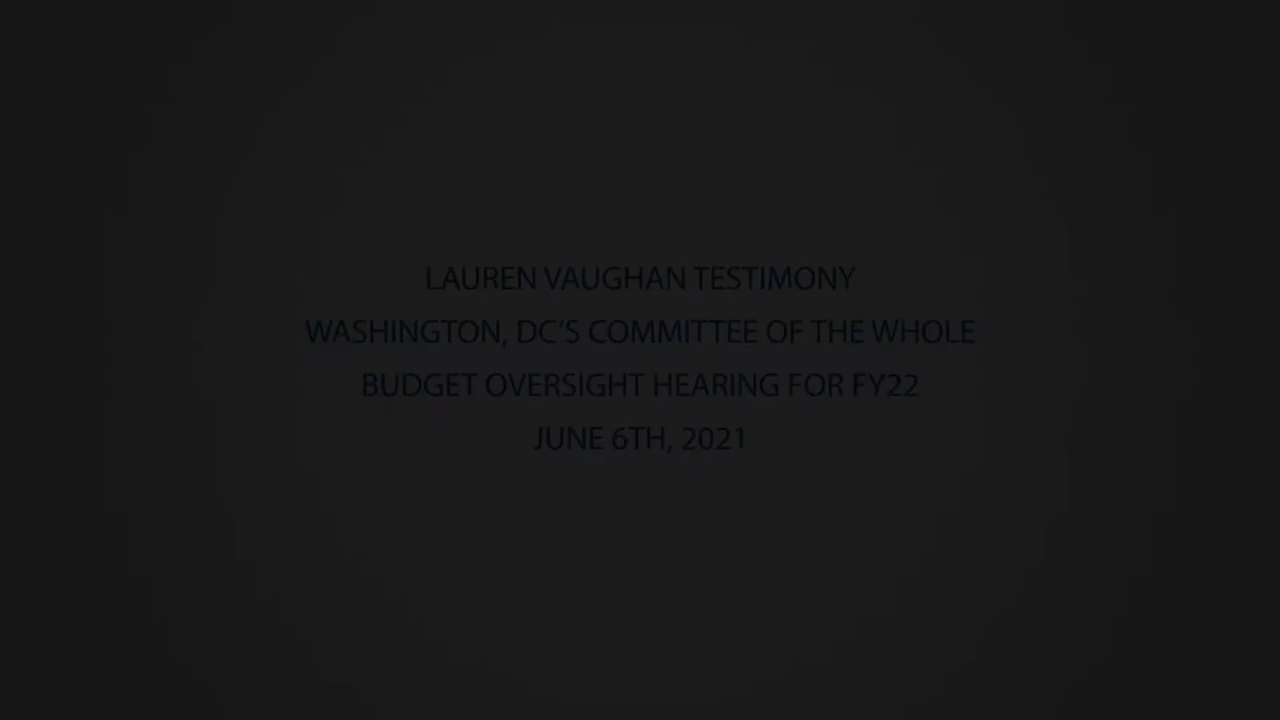 LAUREN VAUGHAN TESTIMONY
WASHINGTON, DC'S COMMITTEE OF THE WHOLE
BUDGET OVERSIGHT HEARING FOR FY22
JUNE 6TH, 2021